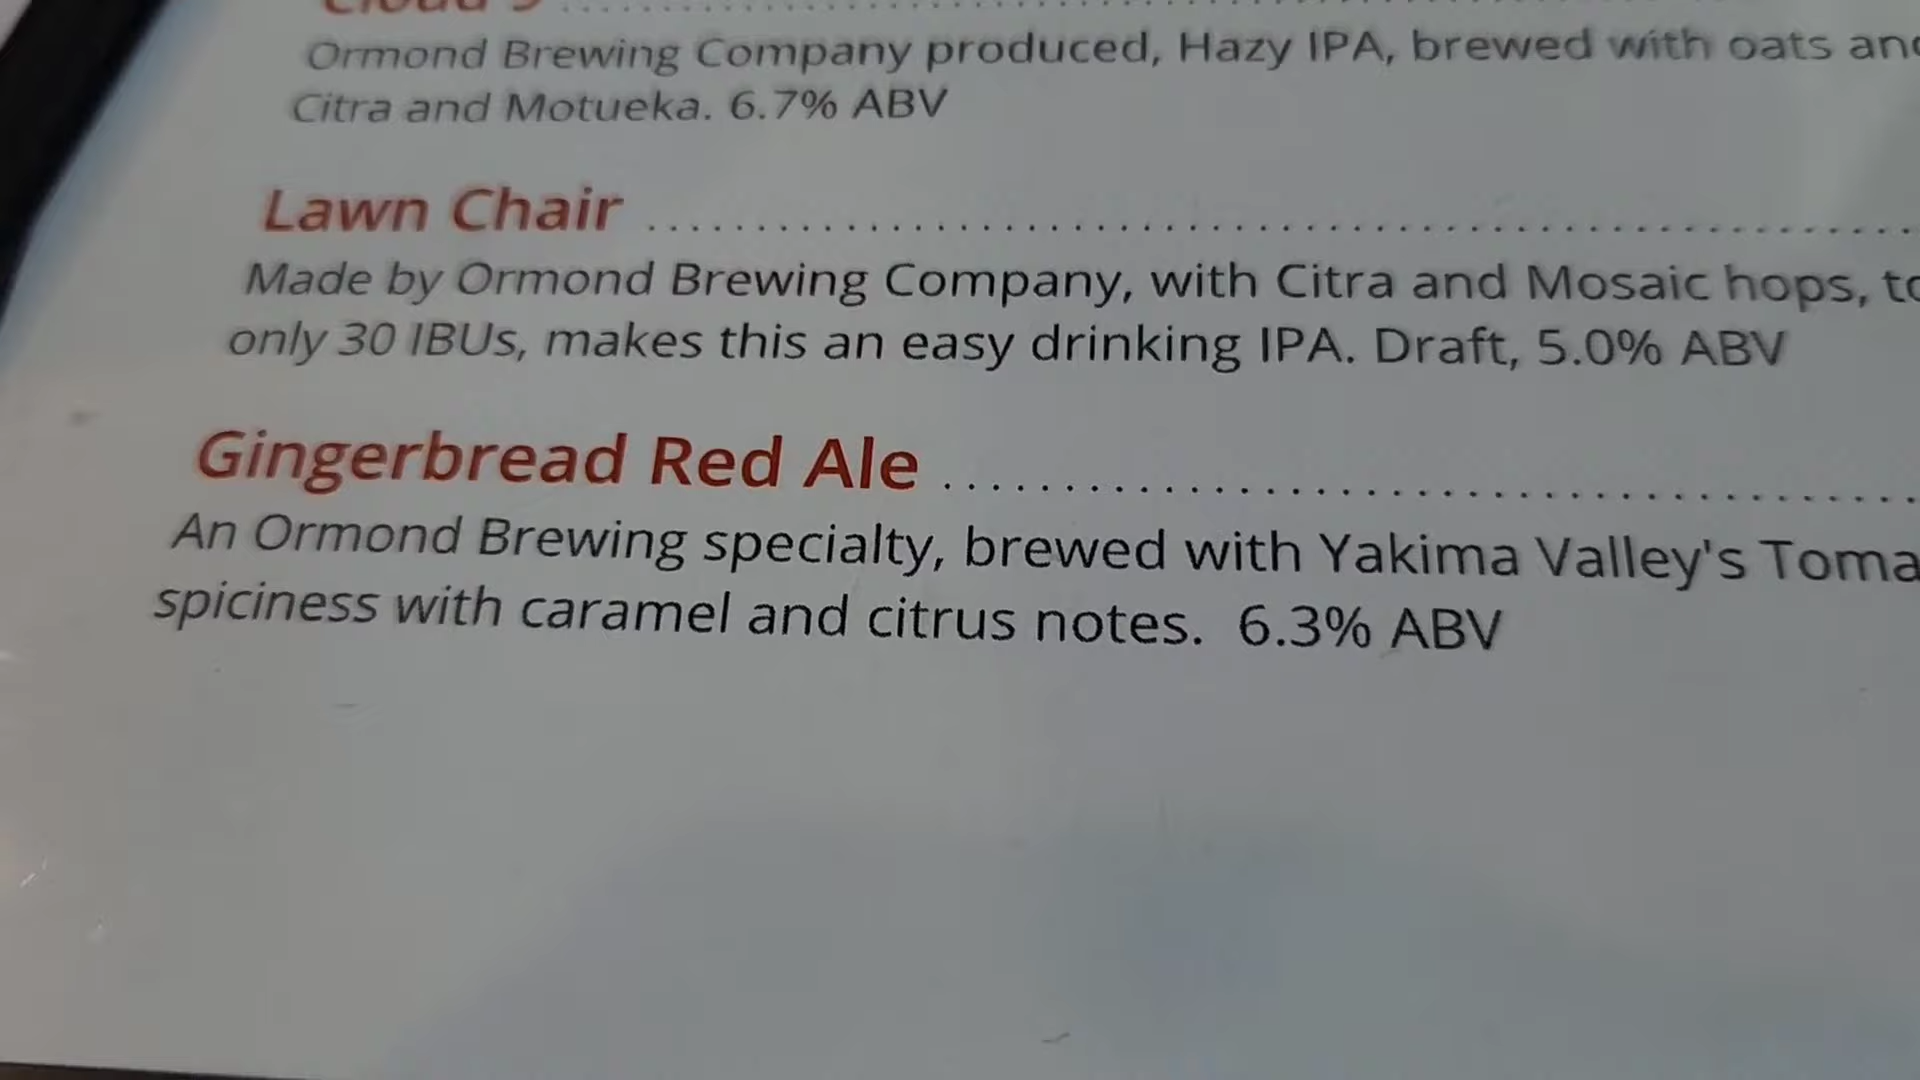 Cloud 9
Ormond Brewing Company produced, Hazy IPA, brewed with oats and
Citra and Motueka. 6.7% ABV
Lawn Chair
Made by Ormond Brewing Company, with Citra and Mosaic hops,
only 30 IBUs, makes this an easy drinking IPA. Draft, 5.0% ABV
Gingerbread Red Ale
An Ormond Brewing specialty, brewed with Yakima Valley's
spiciness with caramel and citrus notes. 6.3% ABV